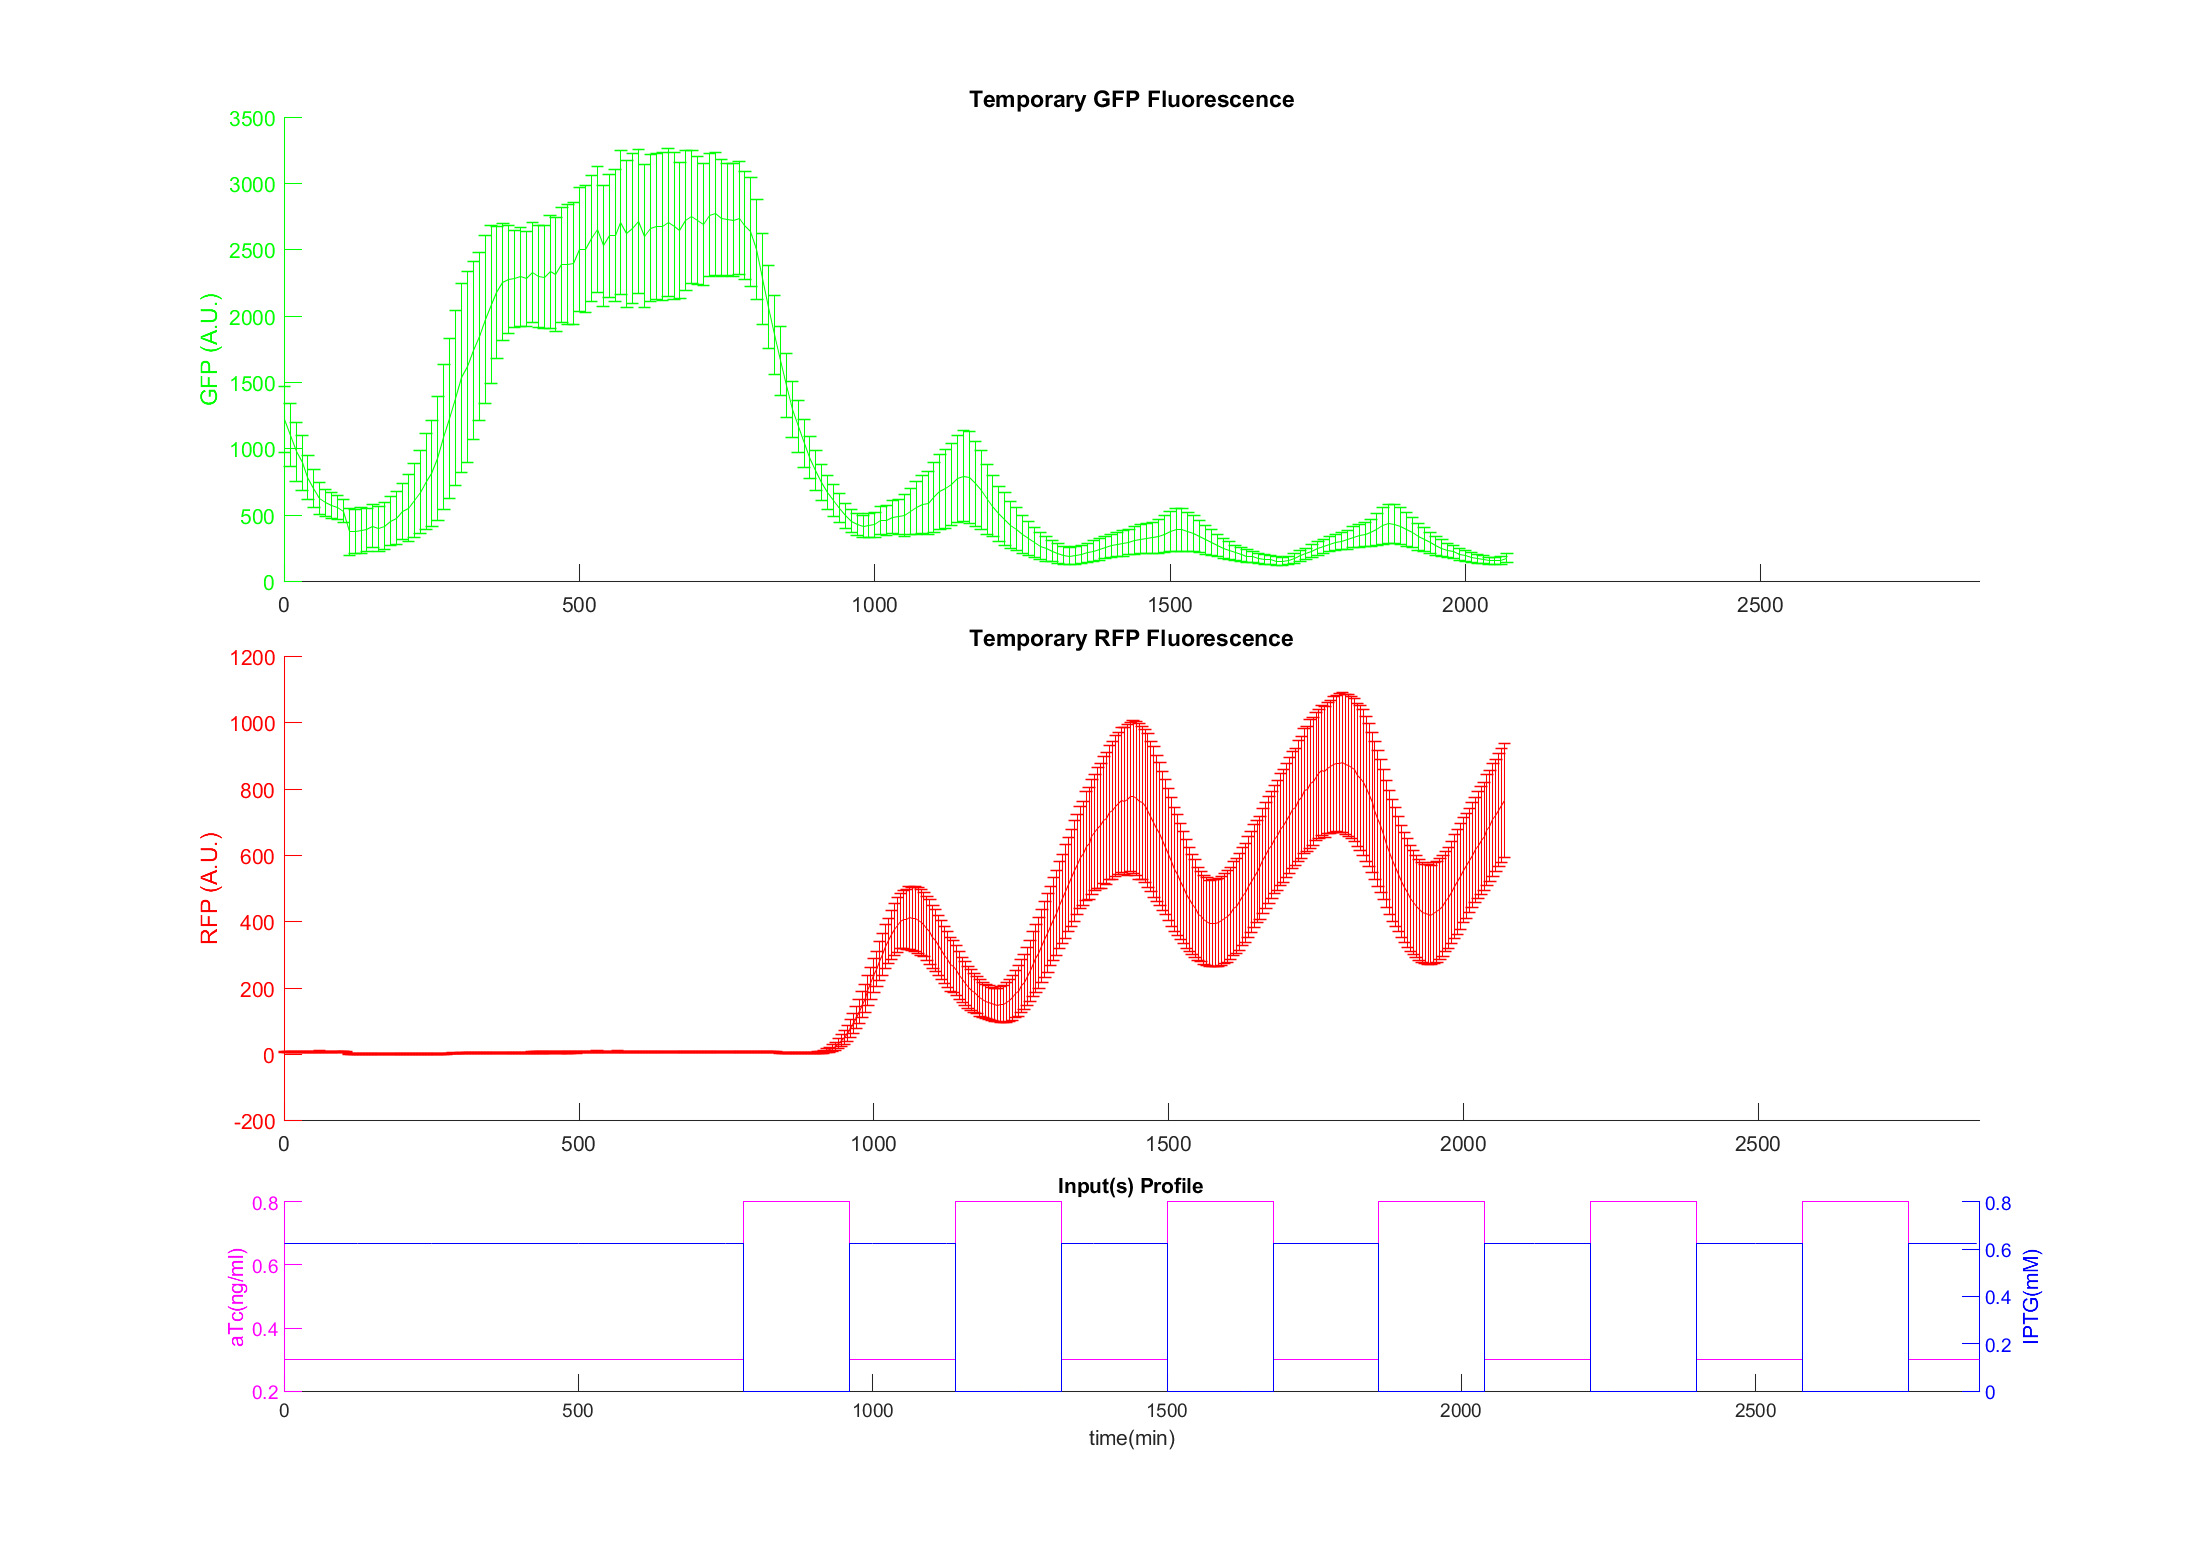 Temporary GFP Fluorescence
3500
3000
2500
2000
1500
1000
500
0
GFP (A.U.)
0 500 1000 1500 2000 2500
Temporary RFP Fluorescence
1200
1000
800
600
400
200
0
-200
RFP (A.U.)
0 500 1000 1500 2000 2500
Input(s) Profile
0.8
0.6
0.4
0.2
aTc(ng/ml)
0.8
0.6
0.4
0.2
0
IPTG(mM)
0 500 1000 1500 2000 2500
time(min)